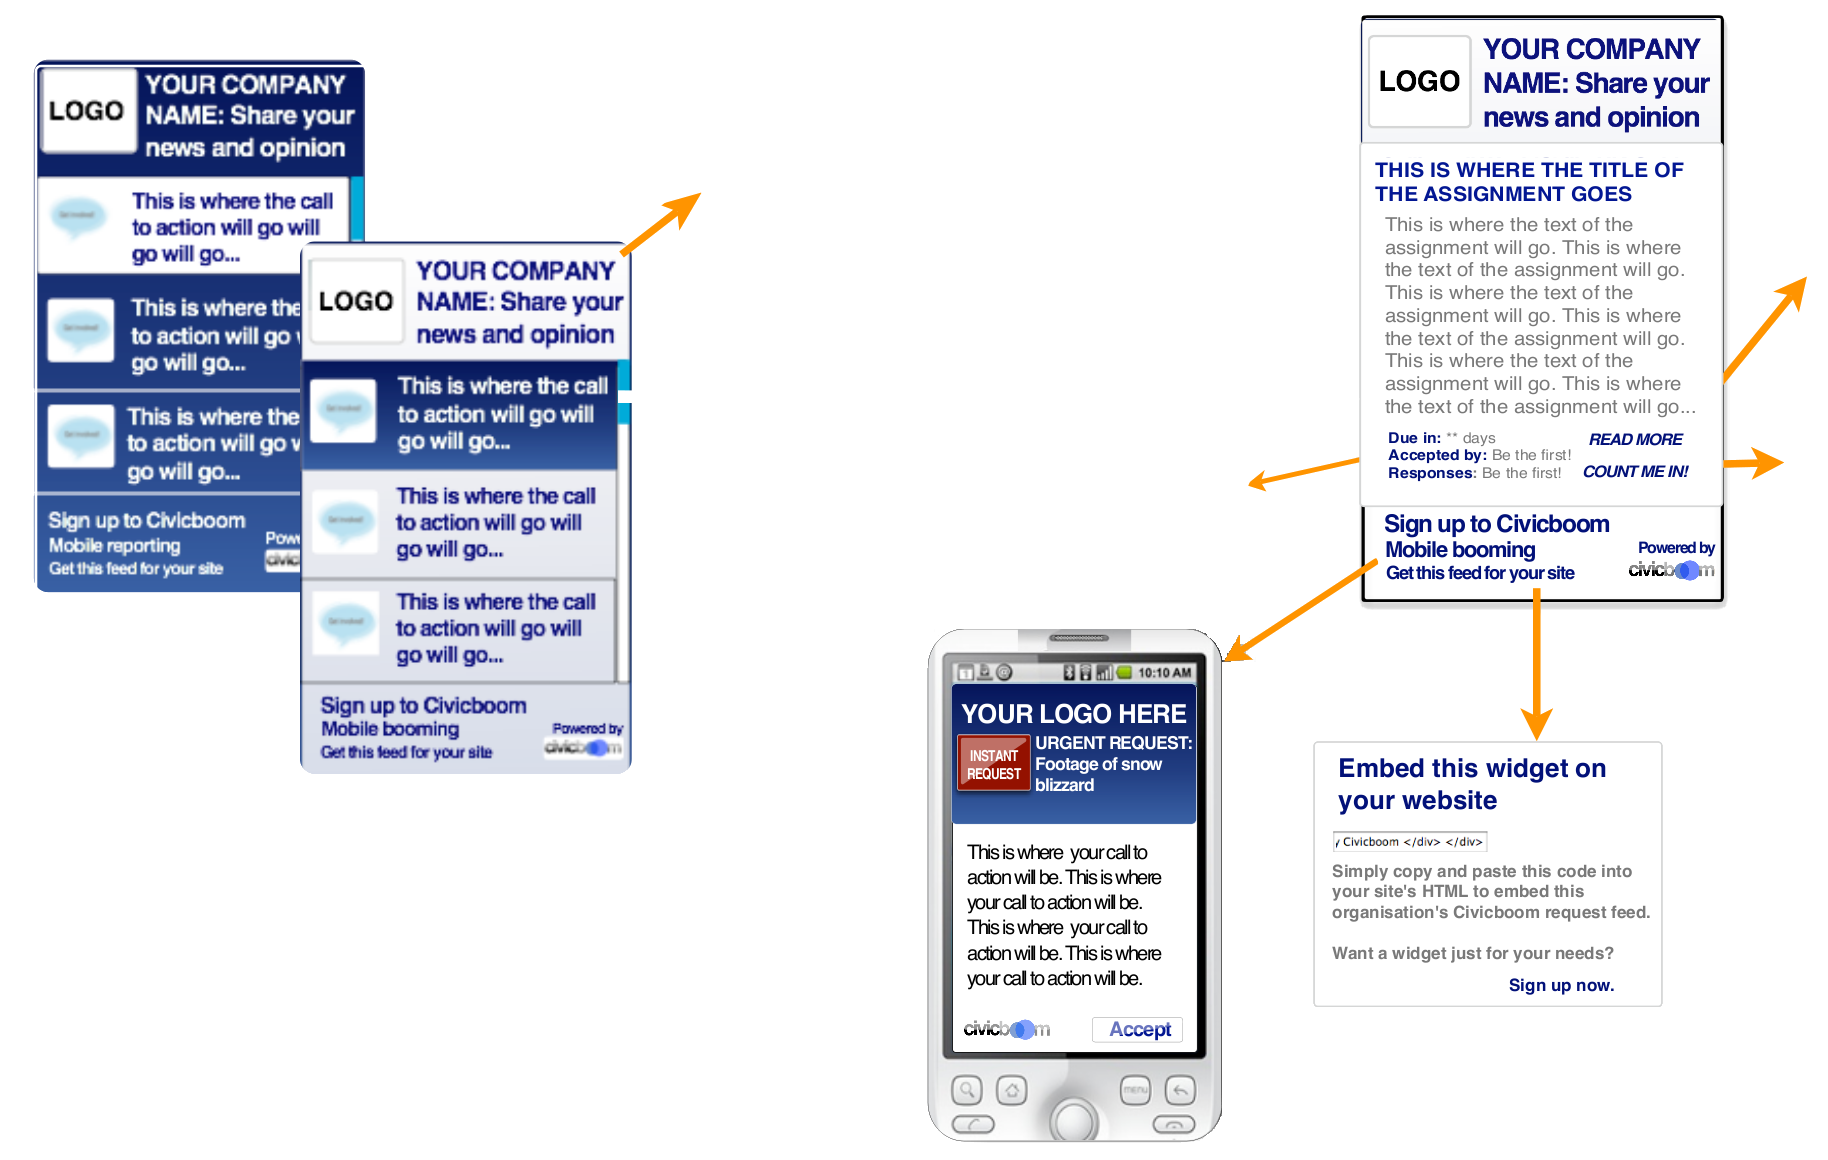 LOGO
YOUR COMPANY
NAME: Share your
news and opinion
This is where the call
to action will go will
go will go...
This is where the
to action will go
go will go...
This is where the
to action will go
go will go...
Sign up to Civicboom
Mobile reporting
Get this feed for your site
LOGO
YOUR COMPANY
NAME: Share your
news and opinion
This is where the call
to action will go will
go will go...
This is where the call
to action will go will
go will go...
This is where the call
to action will go will
go will go...
Sign up to Civicboom
Mobile booming
Get this feed for your site
Powered by
civicboom
LOGO
YOUR COMPANY
NAME: Share your
news and opinion
THIS IS WHERE THE TITLE OF
THE ASSIGNMENT GOES
This is where the text of the
assignment will go. This is where
the text of the assignment will go.
This is where the text of the
assignment will go. This is where
the text of the assignment will go.
This is where the text of the
assignment will go. This is where
the text of the assignment will go...
Due in: ** days
Accepted by: Be the first!
Responses: Be the first!
READ MORE
COUNT ME IN!
Sign up to Civicboom
Mobile booming
Get this feed for your site
Powered by
civicboom
10:10 AM
YOUR LOGO HERE
INSTANT
REQUEST
URGENT REQUEST:
Footage of snow
blizzard
This is where your call to
action will be. This is where
your call to action will be.
This is where your call to
action will be. This is where
your call to action will be.
civicboom
Accept
MENU
Embed this widget on
your website
y Civicboom </div> </div>
Simply copy and paste this code into
your site's HTML to embed this
organisation's Civicboom request feed.
Want a widget just for your needs?
Sign up now.